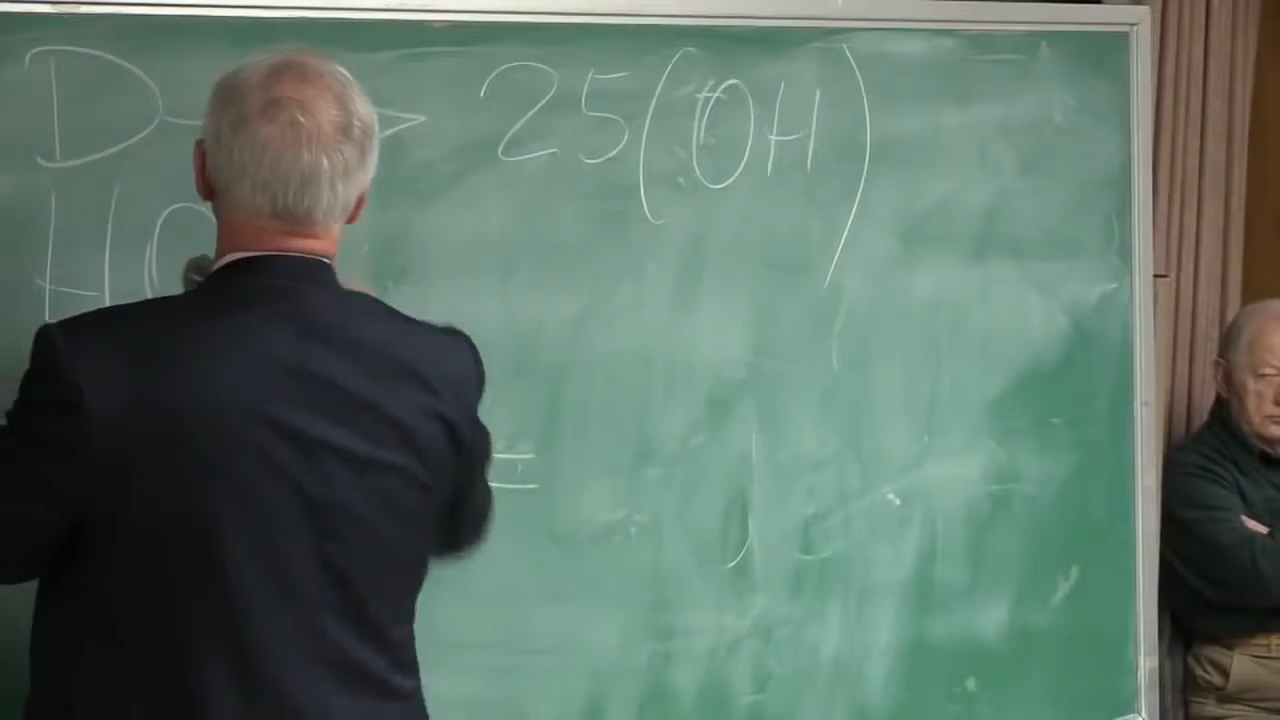 D → 25(OH)
HO
=